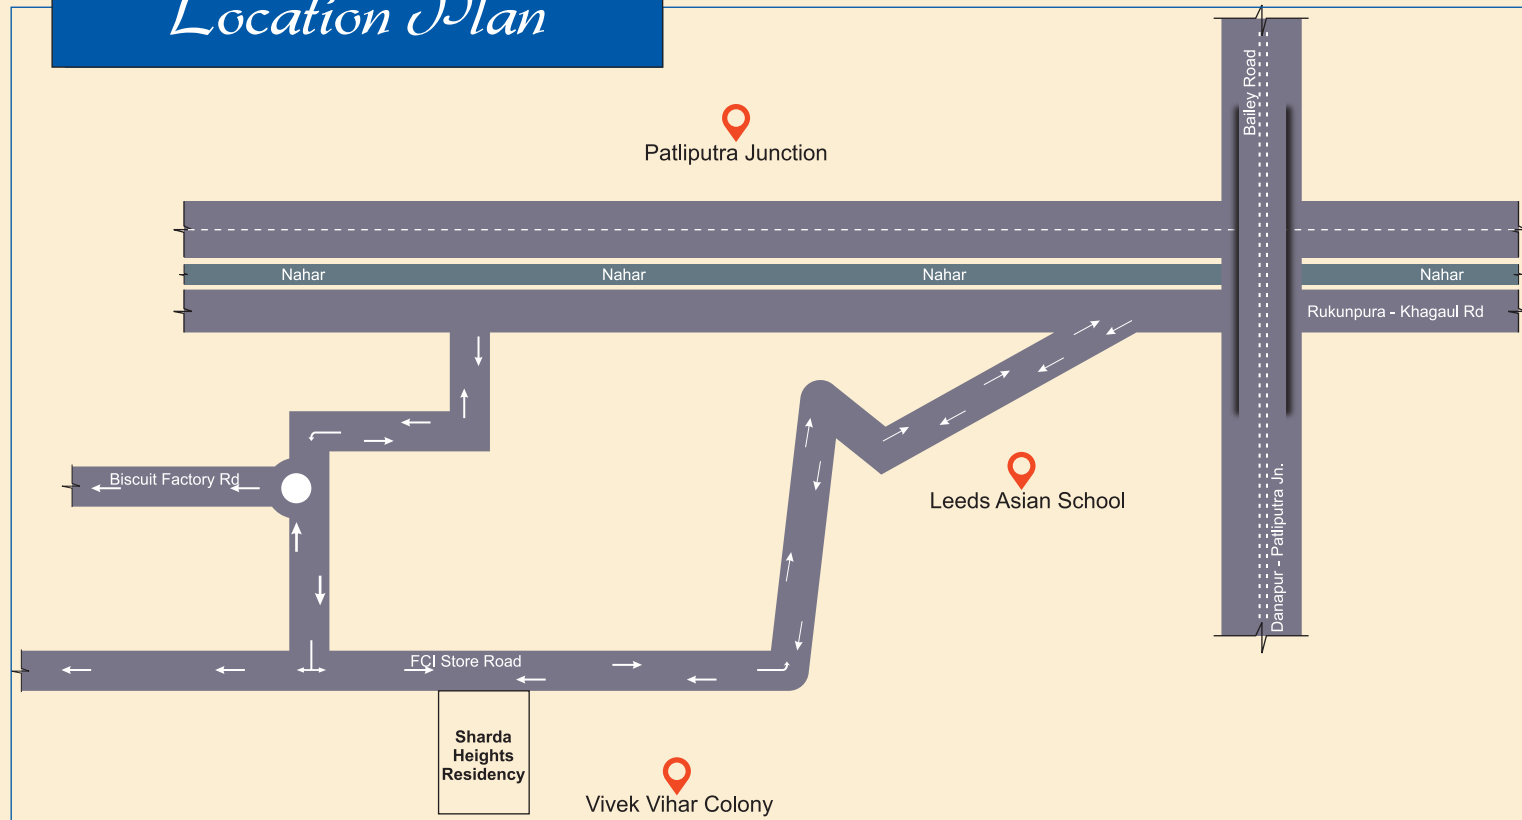 Location Plan
Bailey Road
Patliputra Junction
Nahar
Nahar
Nahar
Nahar
Rukunpura - Khagaul Rd
Biscuit Factory Rd
Leeds Asian School
Danapur - Patliputra Jn.
FCI Store Road
Sharda
Heights
Residency
Vivek Vihar Colony